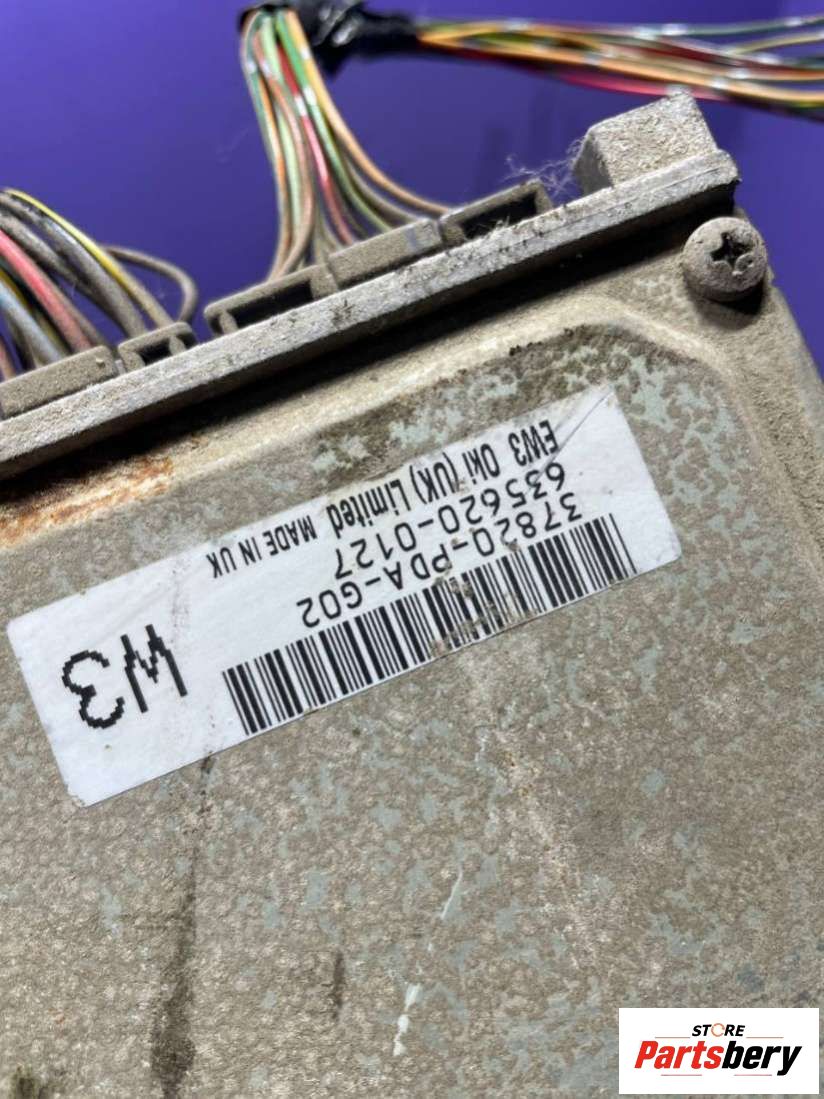 37820-PDA-G02
635620-0127
EW3 Oki (UK) Limited MADE IN UK
W3
STORE
Partsbery